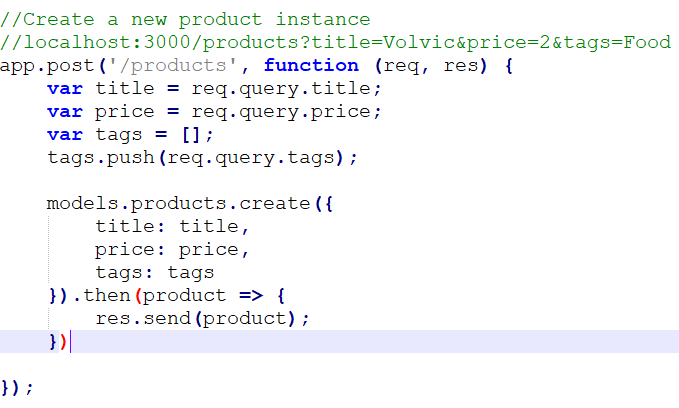 //Create a new product instance
//localhost:3000/products?title=Volvic&price=2&tags=Food
app.post('/products', function (req, res) {
    var title = req.query.title;
    var price = req.query.price;
    var tags = [];
    tags.push(req.query.tags);

    models.products.create({
        title: title,
        price: price,
        tags: tags
    }).then(product => {
        res.send(product);
    })

});